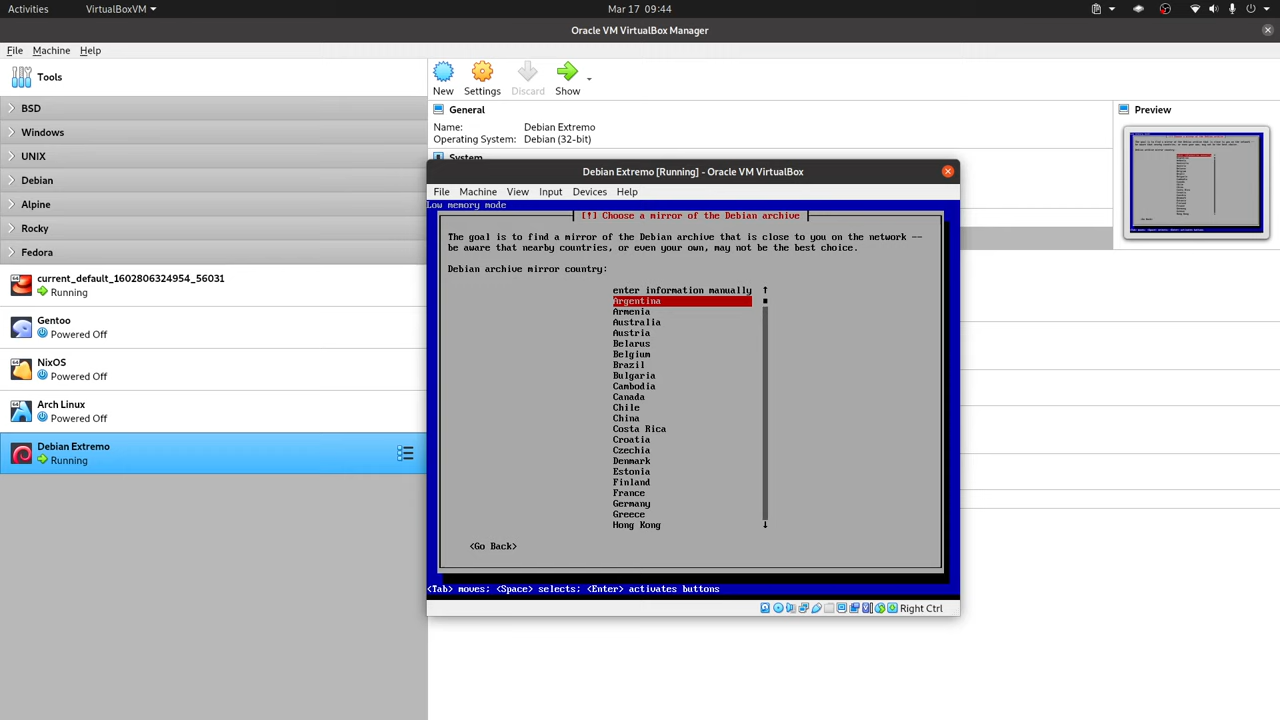 Activities
VirtualBoxVM
Mar 17 09:44
Oracle VM VirtualBox Manager
File Machine Help
Tools
New
Settings
Discard
Show
BSD
Windows
UNIX
Debian
Alpine
Rocky
Fedora
current_default_1602806324954_56031
Running
Gentoo
Powered Off
NixOS
Powered Off
Arch Linux
Powered Off
Debian Extremo
Running
General
Name: Debian Extremo
Operating System: Debian (32-bit)
System
Preview
Debian Extremo [Running] - Oracle VM VirtualBox
File Machine View Input Devices Help
Low memory mode
[!] Choose a mirror of the Debian archive
The goal is to find a mirror of the Debian archive that is close to you on the network --
be aware that nearby countries, or even your own, may not be the best choice.
Debian archive mirror country:
enter information manually
Argentina
Armenia
Australia
Austria
Belarus
Belgium
Brazil
Bulgaria
Cambodia
Canada
Chile
China
Costa Rica
Croatia
Czechia
Denmark
Estonia
Finland
France
Germany
Greece
Hong Kong
<Go Back>
<Tab> moves; <Space> selects; <Enter> activates buttons
Right Ctrl